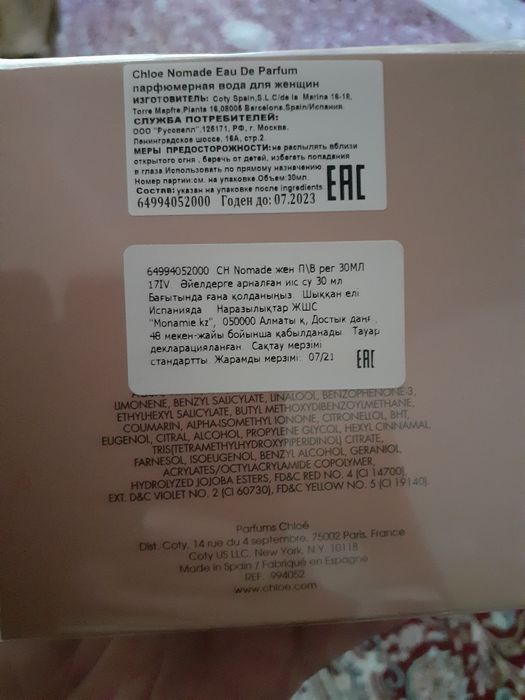 Chloe Nomade Eau De Parfum
парфюмерная вода для женщин
ИЗГОТОВИТЕЛЬ: Coty Spain,S.L.C/de la Marina 16-18,
Torre Mapfre,Planta 16,08005 Barcelona,Spain/Испания.
СЛУЖБА ПОТРЕБИТЕЛЕЙ:
ООО "Русовелл",125171, РФ, г. Москва,
Ленинградское шоссе, 16А, стр.2
МЕРЫ ПРЕДОСТОРОЖНОСТИ:не распылять вблизи
открытого огня , беречь от детей, избегать попадания
в глаза.Использовать по прямому назначению
Номер партии:см. на упаковке.Объем:30мл.
Состав:указан на упаковке после ingredients
64994052000 Годен до: 07.2023
EAC
64994052000 CH Nomade жен П\В рег 30МЛ
17IV. Әйелдерге арналған иіс су 30 мл
Бағытында ғана қолданыңыз. Шыққан елі
Испанияда Наразылықтар ЖШС
"Monamie.kz", 050000 Алматы қ, Достык даңғ.,
48 мекен-жайы бойынша қабылданады. Тауар
декларацияланған. Сақтау мерзімі
стандартты. Жарамды мерзімі: 07/21
EAC
LIMONENE, BENZYL SALICYLATE, LINALOOL, BENZOPHENONE-3,
ETHYLHEXYL SALICYLATE, BUTYL METHOXYDIBENZOYLMETHANE,
COUMARIN, ALPHA-ISOMETHYL IONONE, CITRONELLOL, BHT,
EUGENOL, CITRAL, ALCOHOL, PROPYLENE GLYCOL, HEXYL CINNAMAL,
TRIS(TETRAMETHYLHYDROXYPIPERIDINOL) CITRATE,
FARNESOL, ISOEUGENOL, BENZYL ALCOHOL, GERANIOL,
ACRYLATES/OCTYLACRYLAMIDE COPOLYMER,
HYDROLYZED JOJOBA ESTERS, FD&C RED NO. 4 (CI 14700),
EXT. D&C VIOLET NO. 2 (CI 60730), FD&C YELLOW NO. 5 (CI 19140).
Parfums Chloé
Dist. Coty, 14 rue du 4 septembre, 75002 Paris, France
Coty US LLC, New York, N.Y. 10118
Made in Spain / Fabriqué en Espagne
REF. 994052
www.chloe.com